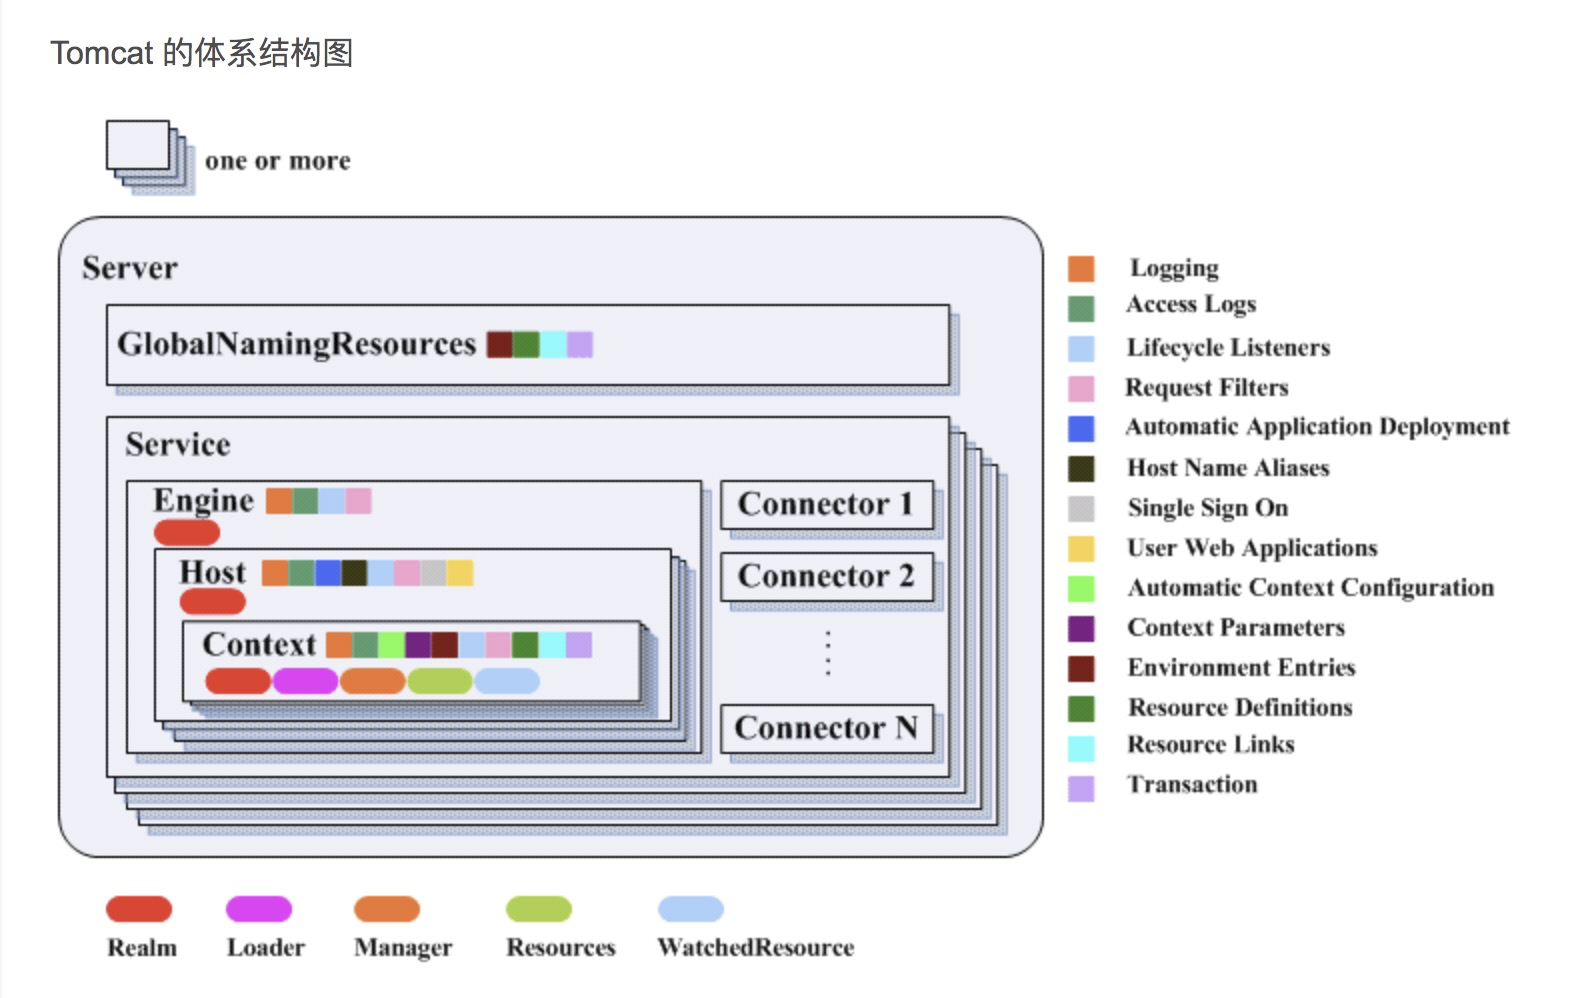 Tomcat 的体系结构图
one or more
Server
GlobalNamingResources
Service
Engine
Host
Context
Connector 1
Connector 2
Connector N
Logging
Access Logs
Lifecycle Listeners
Request Filters
Automatic Application Deployment
Host Name Aliases
Single Sign On
User Web Applications
Automatic Context Configuration
Context Parameters
Environment Entries
Resource Definitions
Resource Links
Transaction
Realm
Loader
Manager
Resources
WatchedResource